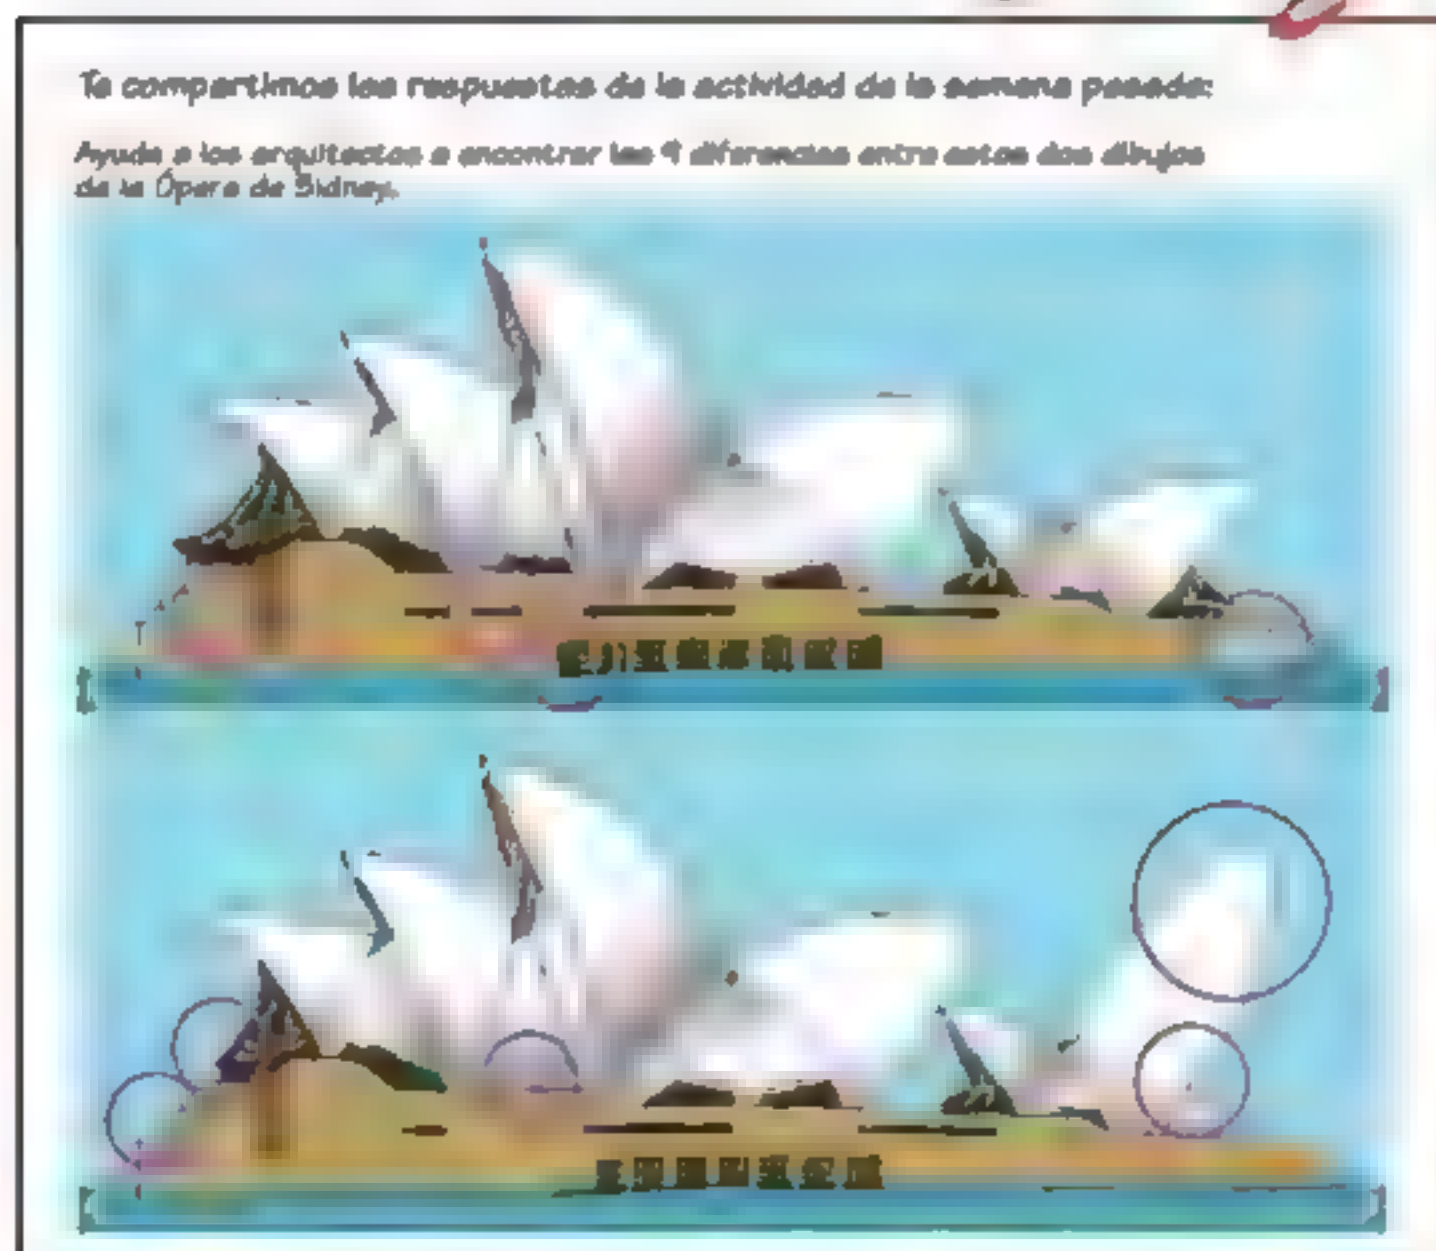 Te compartimos las respuestas de la actividad de la semana pasada:
Ayuda a los arquitectos a encontrar las 9 diferencias entre estos dos dibujos
de la Ópera de Sidney.